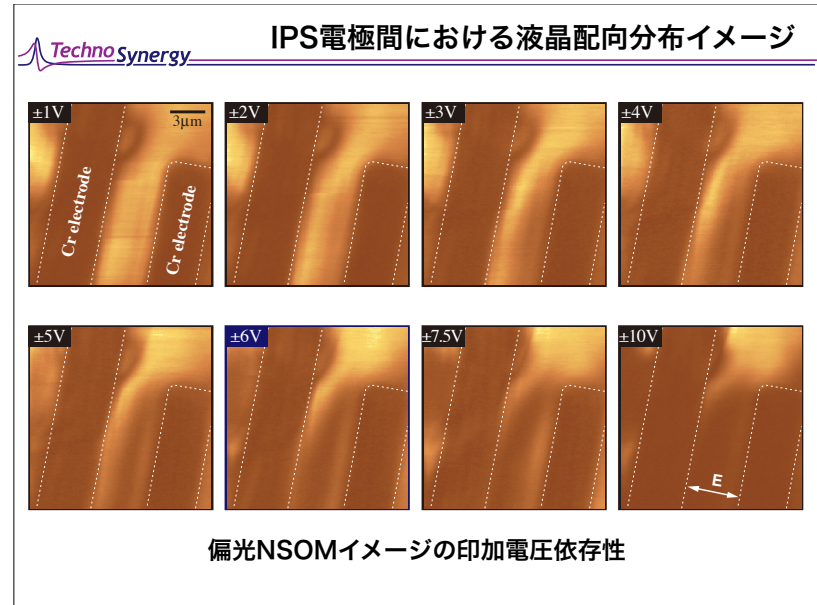 IPS電極間における液晶配向分布イメージ
Techno Synergy
±1V
3μm
Cr electrode
Cr electrode
±2V
±3V
±4V
±5V
±6V
±7.5V
±10V
E
偏光NSOMイメージの印加電圧依存性